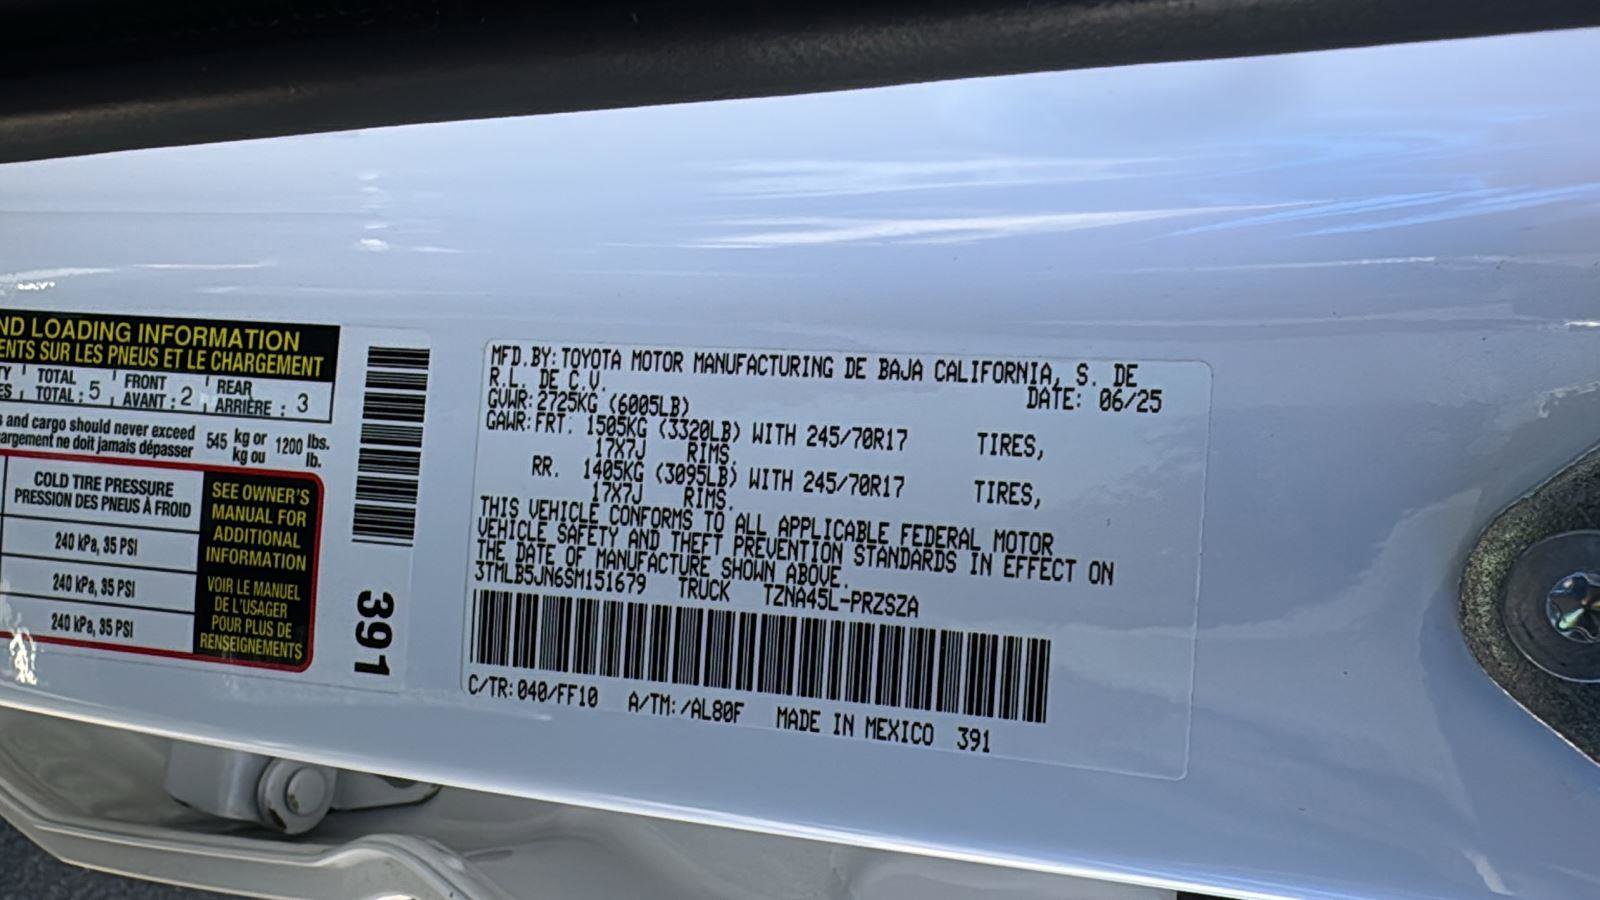 ND LOADING INFORMATION
ENTS SUR LES PNEUS ET LE CHARGEMENT
TY TOTAL FRONT REAR
ES TOTAL : 5 AVANT : 2 ARRIÈRE : 3
s and cargo should never exceed 545 kg or 1200 lbs.
argement ne doit jamais dépasser kg ou lb.
COLD TIRE PRESSURE
PRESSION DES PNEUS À FROID
240 kPa, 35 PSI
240 kPa, 35 PSI
240 kPa, 35 PSI
SEE OWNER'S
MANUAL FOR
ADDITIONAL
INFORMATION
VOIR LE MANUEL
DE L'USAGER
POUR PLUS DE
RENSEIGNEMENTS
391
MFD.BY: TOYOTA MOTOR MANUFACTURING DE BAJA CALIFORNIA, S. DE
R.L. DE C.V. DATE: 06/25
GVWR: 2725KG (6005LB)
GAWR: FRT. 1505KG (3320LB) WITH 245/70R17 TIRES,
17X7J RIMS.
RR. 1405KG (3095LB) WITH 245/70R17 TIRES,
17X7J RIMS.
THIS VEHICLE CONFORMS TO ALL APPLICABLE FEDERAL MOTOR
VEHICLE SAFETY AND THEFT PREVENTION STANDARDS IN EFFECT ON
THE DATE OF MANUFACTURE SHOWN ABOVE.
3TMLB5JN6SM151679 TRUCK TZNA45L-PRZSZA
C/TR: 040/FF10 A/TM: /AL80F MADE IN MEXICO 391